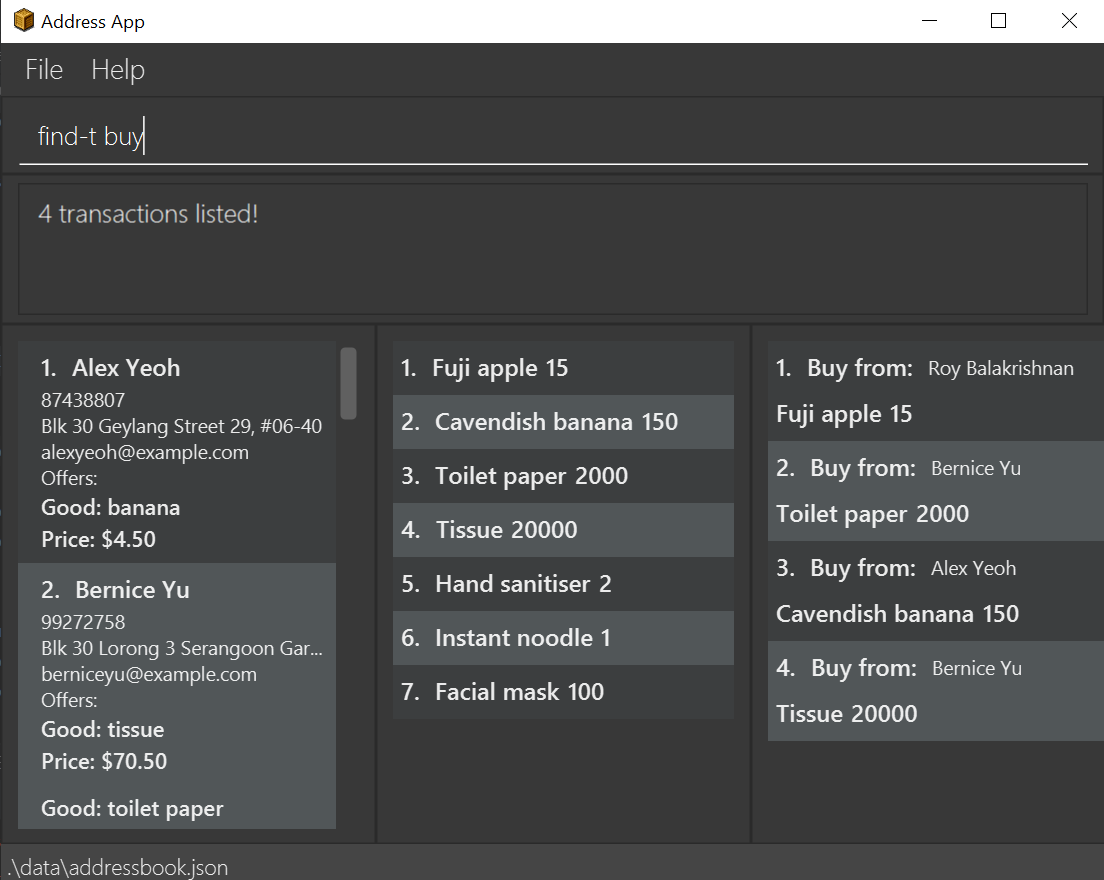 Address App
File Help
find-t buy
4 transactions listed!
1. Alex Yeoh
87438807
Blk 30 Geylang Street 29, #06-40
alexyeoh@example.com
Offers:
Good: banana
Price: $4.50
2. Bernice Yu
99272758
Blk 30 Lorong 3 Serangoon Gar...
berniceyu@example.com
Offers:
Good: tissue
Price: $70.50
Good: toilet paper
1. Fuji apple 15
2. Cavendish banana 150
3. Toilet paper 2000
4. Tissue 20000
5. Hand sanitiser 2
6. Instant noodle 1
7. Facial mask 100
1. Buy from: Roy Balakrishnan
Fuji apple 15
2. Buy from: Bernice Yu
Toilet paper 2000
3. Buy from: Alex Yeoh
Cavendish banana 150
4. Buy from: Bernice Yu
Tissue 20000
.\data\addressbook.json